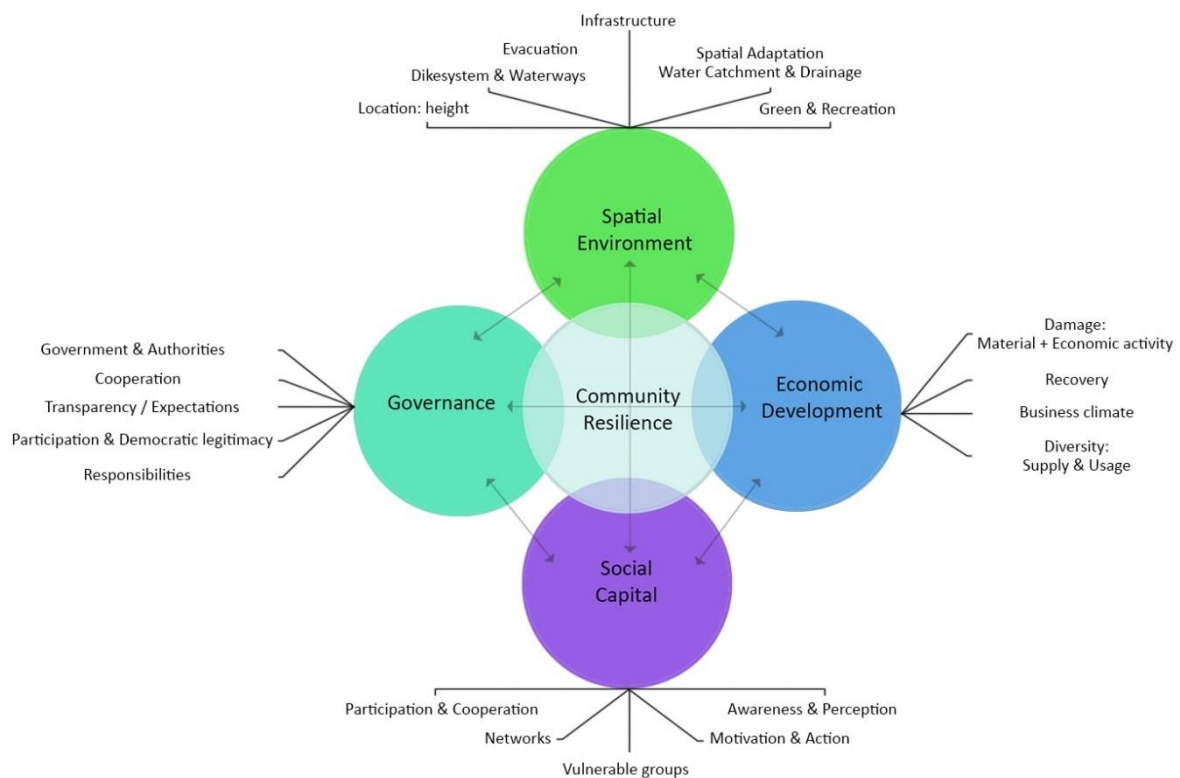 Infrastructure
Evacuation
Dikesystem & Waterways
Location: height
Spatial Adaptation
Water Catchment & Drainage
Green & Recreation
Spatial
Environment
Government & Authorities
Cooperation
Transparency / Expectations
Participation & Democratic legitimacy
Responsibilities
Governance
Community
Resilience
Economic
Development
Damage:
Material + Economic activity
Recovery
Business climate
Diversity:
Supply & Usage
Social
Capital
Participation & Cooperation
Networks
Vulnerable groups
Motivation & Action
Awareness & Perception